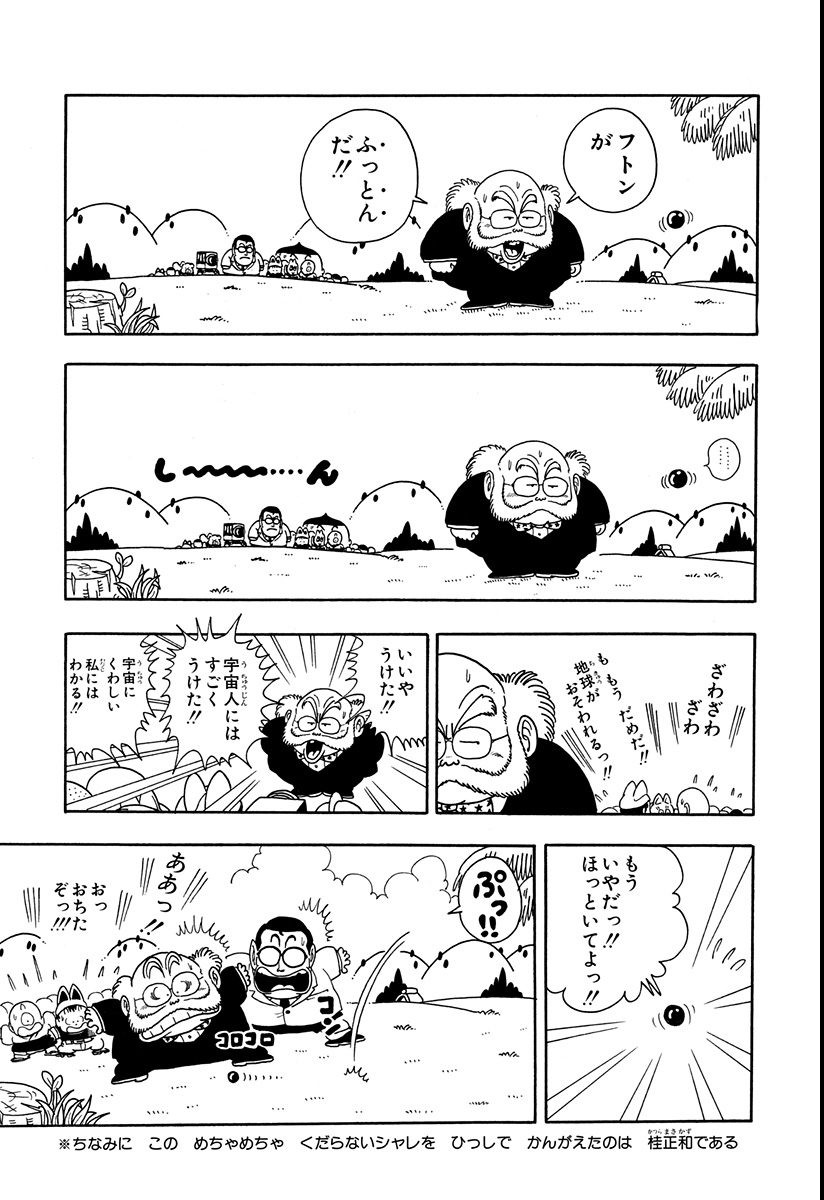 フトン
が
ふっとん
だ!!
………
し〜〜〜‥‥ん
ざわざわ
ざわ
も もう だめだ!!
地球が
おそわれるっ!!
いいや
うけた!!
宇宙人には
すごく
うけた!!
宇宙に
くわしい
私には
わかる!!
もう
いやだっ!!
ほっといてよっ!!
ぷっ!!
コン!
ああっ!!
おっ
おちた
ぞっ!!!
コロコロ
※ちなみに この めちゃめちゃ くだらないシャレを ひっしで かんがえたのは 桂正和である